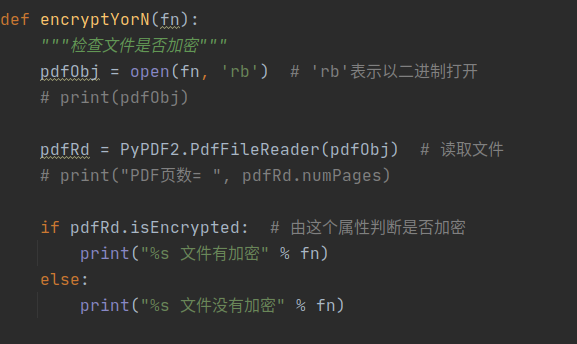 def encryptYorN(fn):
    """检查文件是否加密"""
    pdfObj = open(fn, 'rb')  # 'rb'表示以二进制打开
    # print(pdfObj)

    pdfRd = PyPDF2.PdfFileReader(pdfObj)  # 读取文件
    # print("PDF页数= ", pdfRd.numPages)

    if pdfRd.isEncrypted:  # 由这个属性判断是否加密
        print("%s 文件有加密" % fn)
    else:
        print("%s 文件没有加密" % fn)